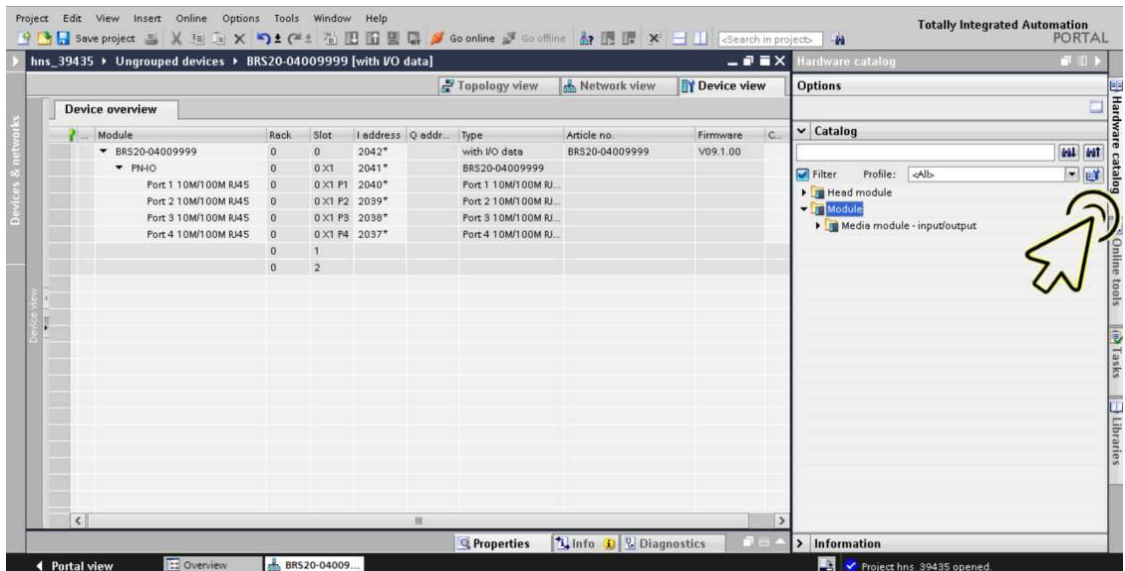 Project Edit View Insert Online Options Tools Window Help
Totally Integrated Automation
PORTAL
Save project Go online Go offline <Search in project>
hns_39435 ▸ Ungrouped devices ▸ BRS20-04009999 [with I/O data]
Hardware catalog
Topology view Network view Device view
Options
Device overview
Module Rack Slot I address Q addr... Type Article no. Firmware C...
BRS20-04009999 0 0 2042* with I/O data BRS20-04009999 V09.1.00
PN-IO 0 0 X1 2041* BRS20-04009999
Port 1 10M/100M RJ45 0 0 X1 P1 2040* Port 1 10M/100M RJ...
Port 2 10M/100M RJ45 0 0 X1 P2 2039* Port 2 10M/100M RJ...
Port 3 10M/100M RJ45 0 0 X1 P3 2038* Port 3 10M/100M RJ...
Port 4 10M/100M RJ45 0 0 X1 P4 2037* Port 4 10M/100M RJ...
0 1
0 2
Catalog
Filter Profile: <All>
Head module
Module
Media module - input/output
Devices & networks
Device view
Hardware catalog
Online tools
Tasks
Libraries
Properties Info Diagnostics
Information
Portal view Overview BRS20-04009... Project hns_39435 opened.